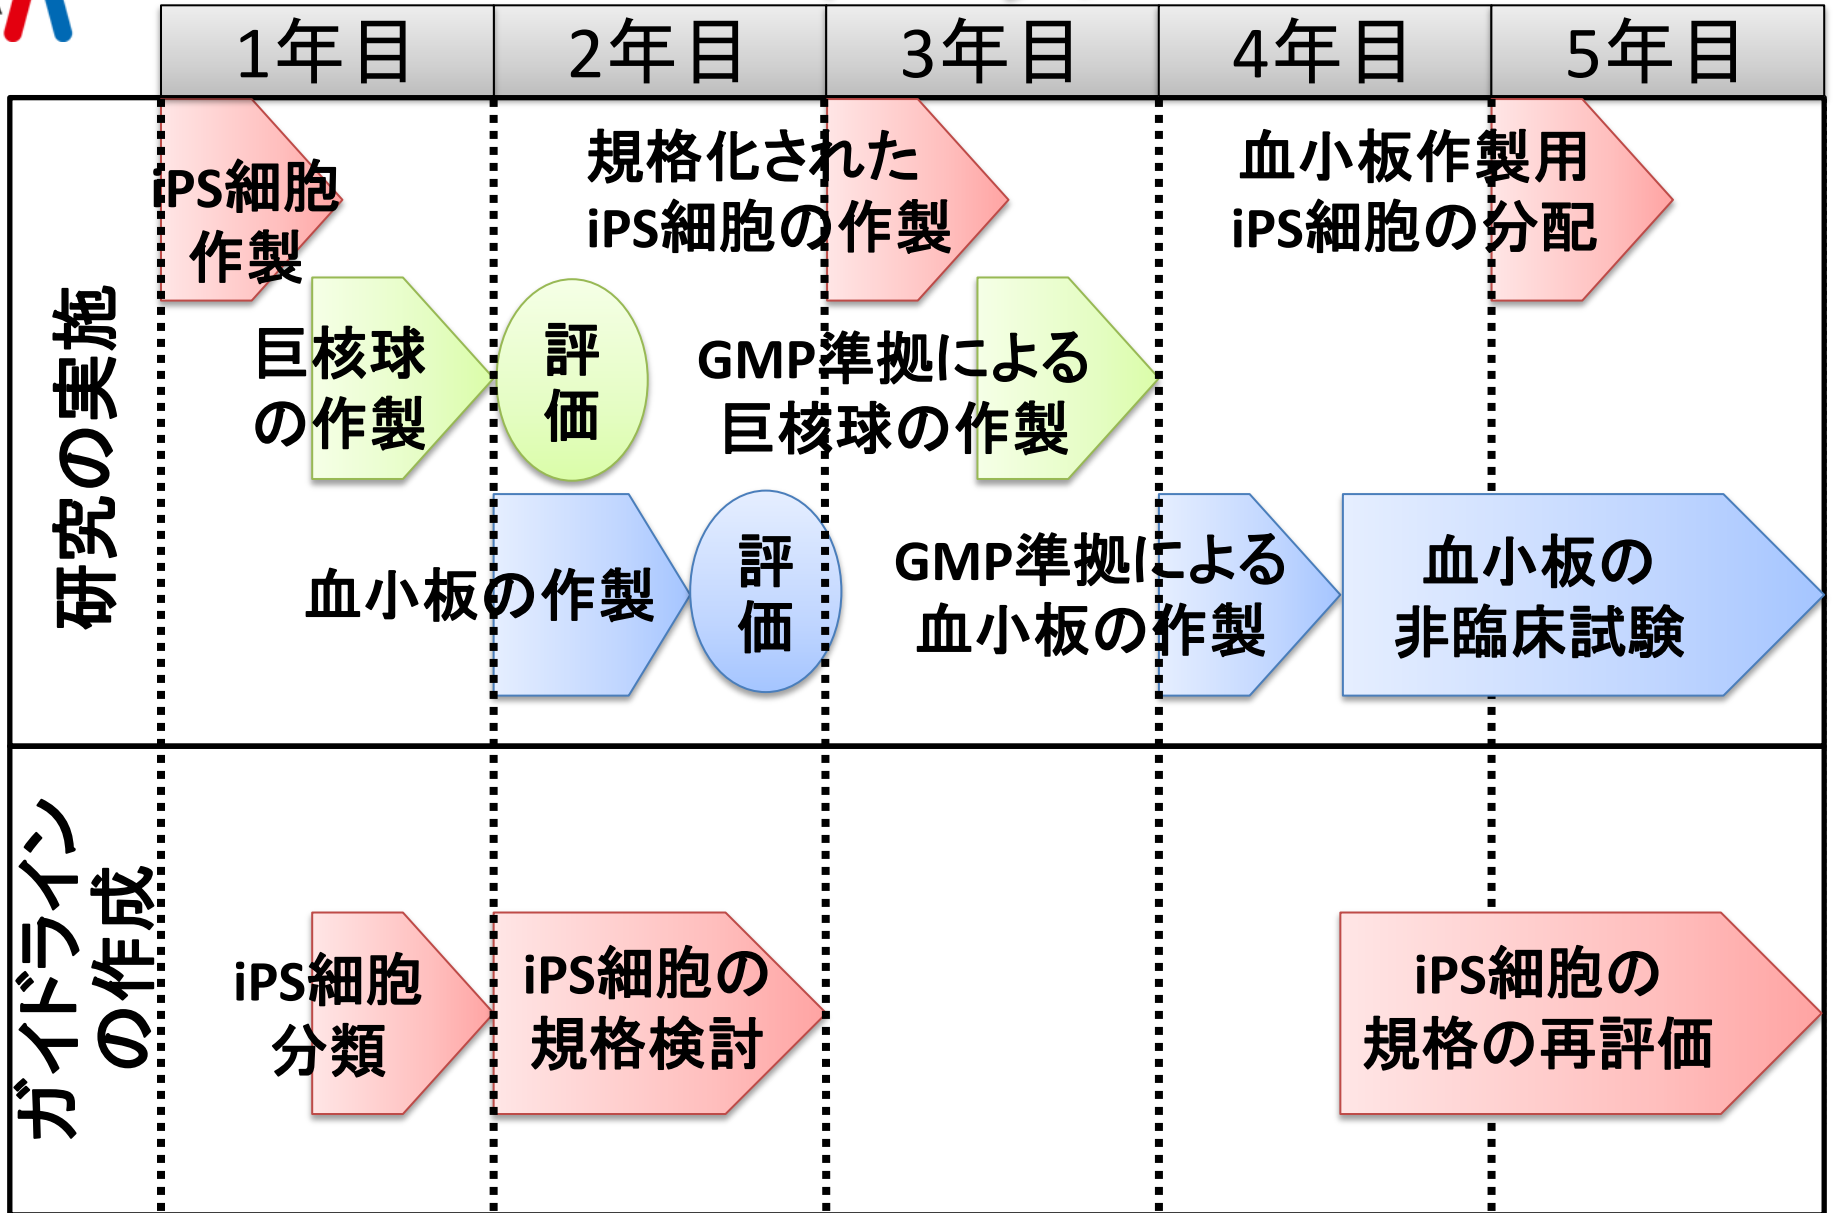 1年目
2年目
3年目
4年目
5年目
研究の実施
iPS細胞
作製
規格化された
iPS細胞の作製
血小板作製用
iPS細胞の分配
巨核球
の作製
評
価
GMP準拠による
巨核球の作製
血小板の作製
評
価
GMP準拠による
血小板の作製
血小板の
非臨床試験
ガイドライン
の作成
iPS細胞
分類
iPS細胞の
規格検討
iPS細胞の
規格の再評価